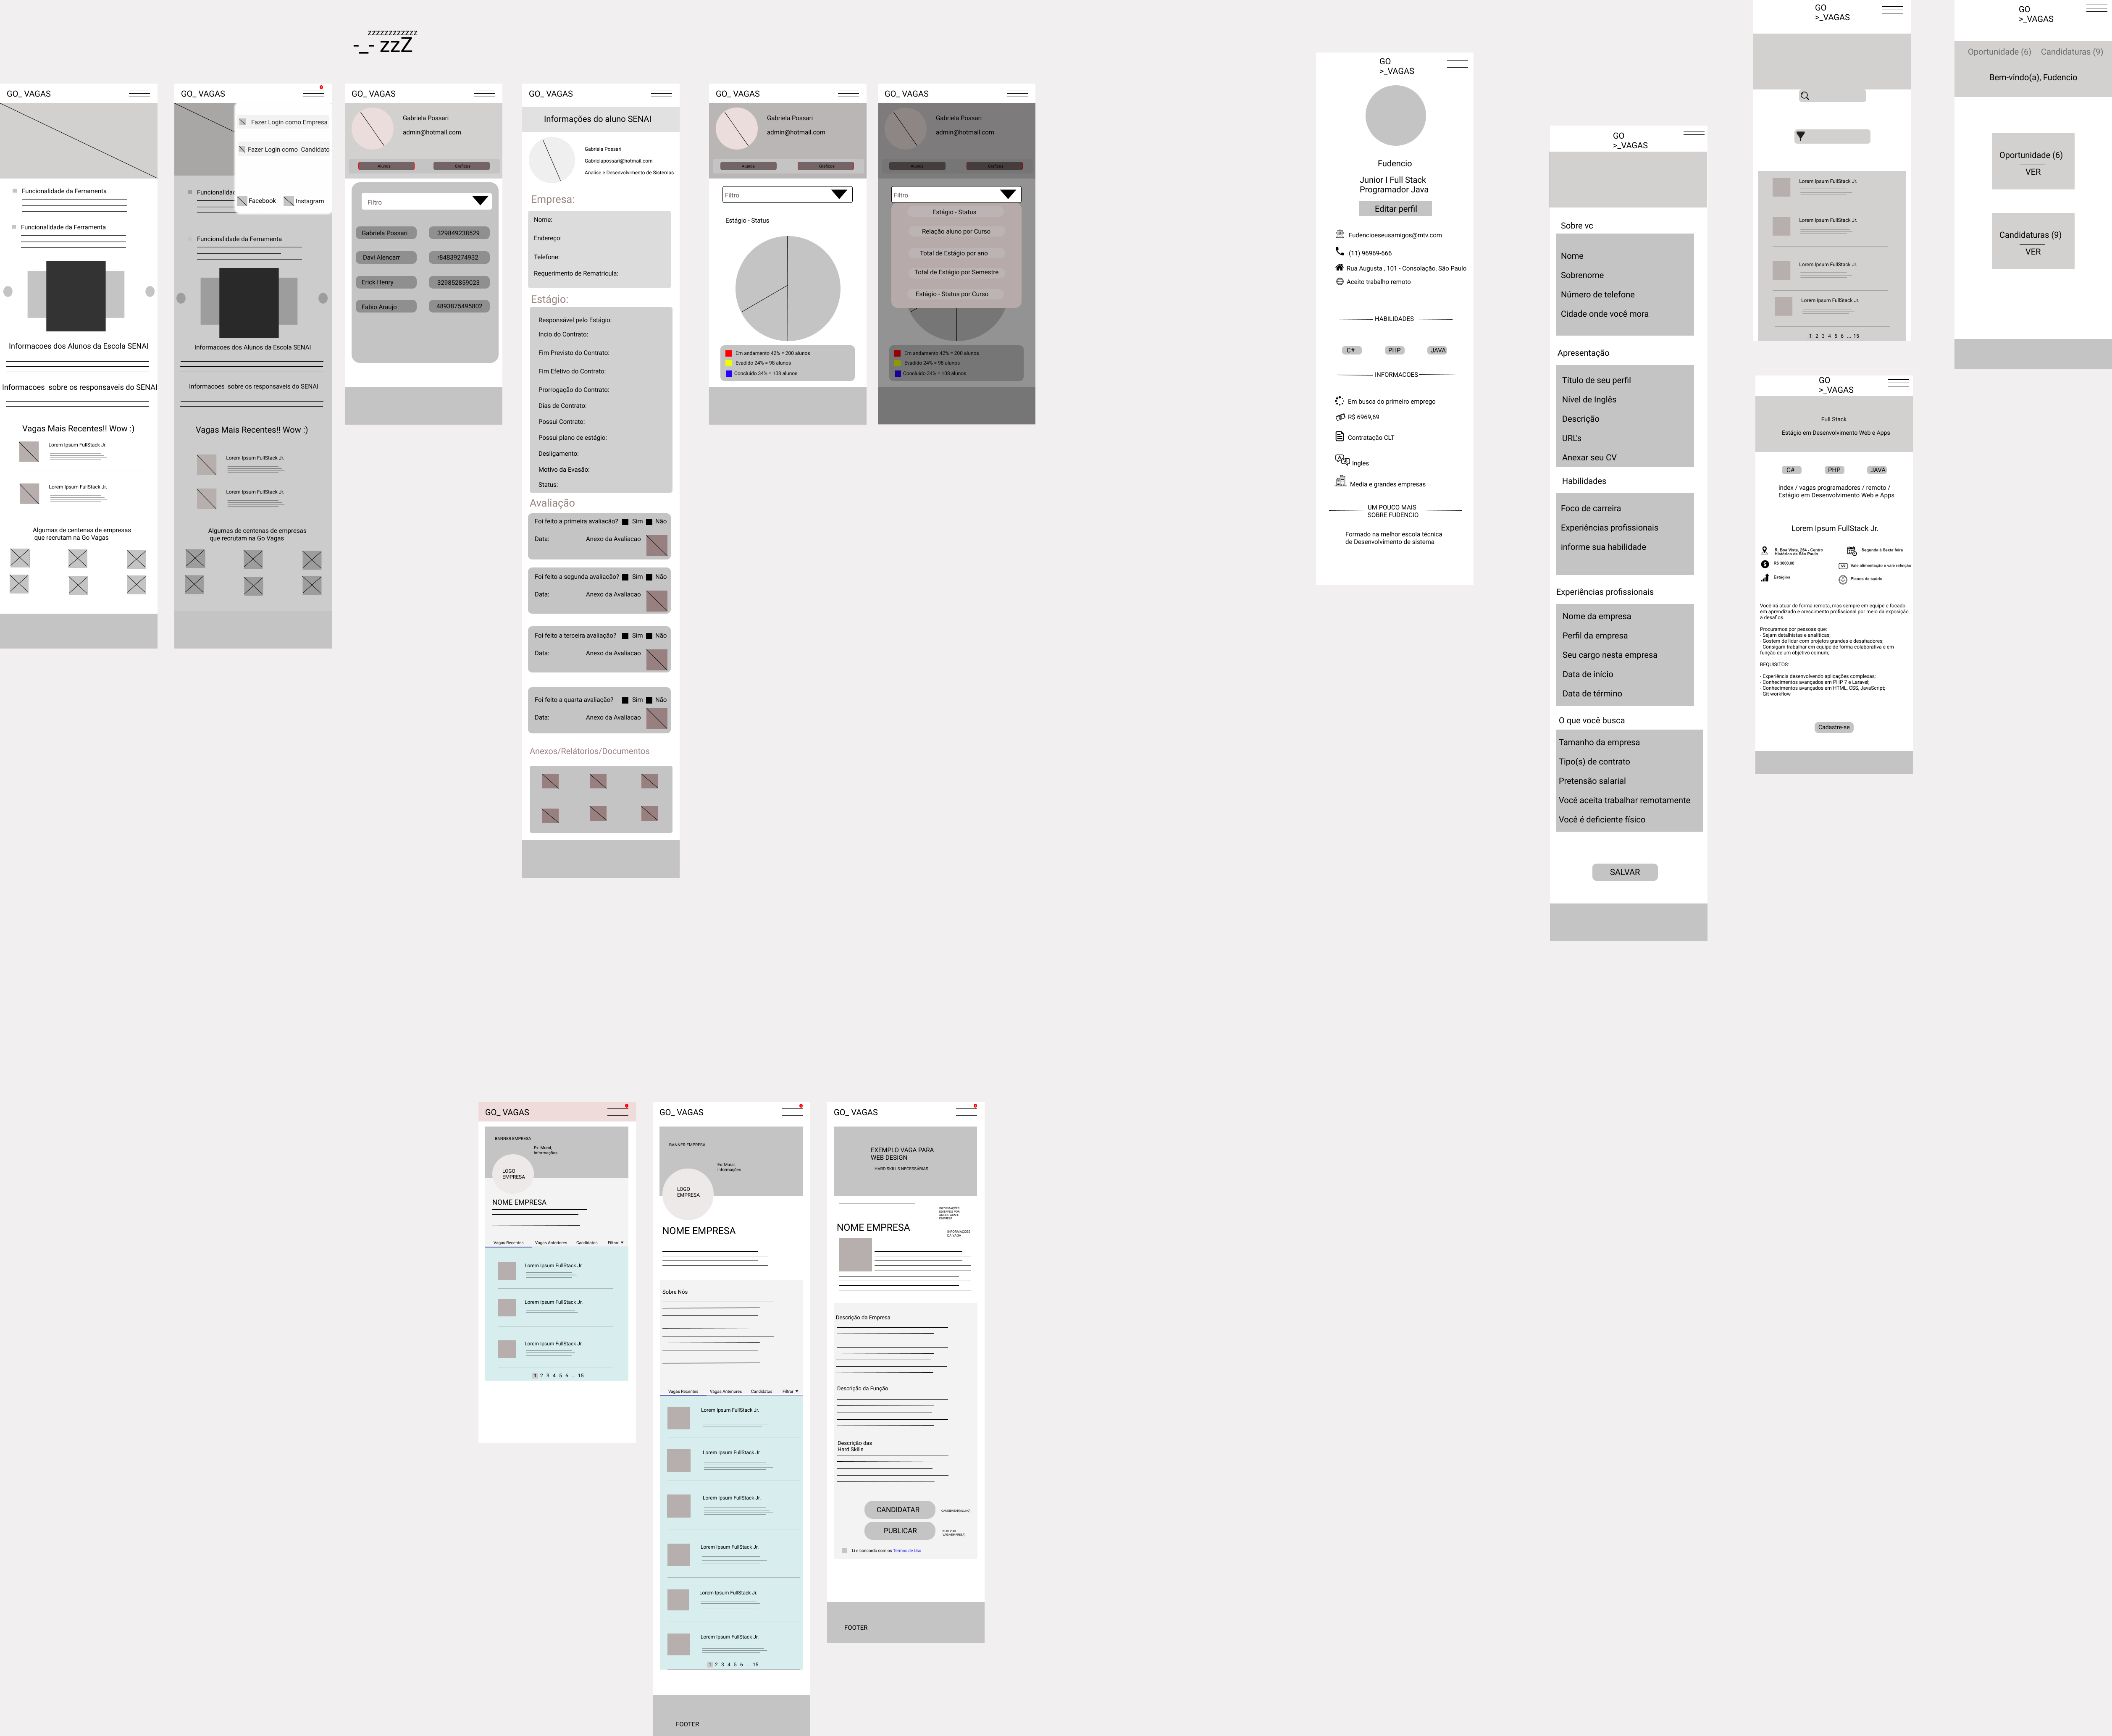 zzzzzzzzzzzz
-_- zzZ
GO_ VAGAS
Funcionalidade da Ferramenta
Funcionalidade da Ferramenta
Informacoes dos Alunos da Escola SENAI
Informacoes sobre os responsaveis do SENAI
Vagas Mais Recentes!! Wow :)
Lorem Ipsum FullStack Jr.
Lorem Ipsum FullStack Jr.
Algumas de centenas de empresas
que recrutam na Go Vagas
GO_ VAGAS
Fazer Login como Empresa
Fazer Login como Candidato
Facebook
Instagram
Funcionalidad
Funcionalidade da Ferramenta
Informacoes dos Alunos da Escola SENAI
Informacoes sobre os responsaveis do SENAI
Vagas Mais Recentes!! Wow :)
Lorem Ipsum FullStack Jr.
Lorem Ipsum FullStack Jr.
Algumas de centenas de empresas
que recrutam na Go Vagas
GO_ VAGAS
Gabriela Possari
admin@hotmail.com
Alunos
Gráficos
Filtro
Gabriela Possari 329849238529
Davi Alencarr r84839274932
Erick Henry 329852859023
Fabio Araujo 4893875495802
GO_ VAGAS
Informações do aluno SENAI
Gabriela Possari
Gabrielapossari@hotmail.com
Analise e Desenvolvimento de Sistemas
Empresa:
Nome:
Endereço:
Telefone:
Requerimento de Rematricula:
Estágio:
Responsável pelo Estágio:
Incio do Contrato:
Fim Previsto do Contrato:
Fim Efetivo do Contrato:
Prorrogação do Contrato:
Dias de Contrato:
Possui Contrato:
Possui plano de estágio:
Desligamento:
Motivo da Evasão:
Status:
Avaliação
Foi feito a primeira avaliacão? Sim Não
Data: Anexo da Avaliacao
Foi feito a segunda avaliacão? Sim Não
Data: Anexo da Avaliacao
Foi feito a terceira avaliação? Sim Não
Data: Anexo da Avaliacao
Foi feito a quarta avaliação? Sim Não
Data: Anexo da Avaliacao
Anexos/Relátorios/Documentos
GO_ VAGAS
Gabriela Possari
admin@hotmail.com
Alunos
Gráficos
Filtro
Estágio - Status
Em andamento 42% = 200 alunos
Evadido 24% = 98 alunos
Concluído 34% = 108 alunos
GO_ VAGAS
Gabriela Possari
admin@hotmail.com
Alunos
Gráficos
Filtro
Estágio - Status
Relação aluno por Curso
Total de Estágio por ano
Total de Estágio por Semestre
Estágio - Status por Curso
Em andamento 42% = 200 alunos
Evadido 24% = 98 alunos
Concluído 34% = 108 alunos
GO
>_VAGAS
Fudencio
Junior I Full Stack
Programador Java
Editar perfil
Fudencioeseusamigos@mtv.com
(11) 96969-666
Rua Augusta , 101 - Consolação, São Paulo
Aceito trabalho remoto
HABILIDADES
C# PHP JAVA
INFORMACOES
Em busca do primeiro emprego
R$ 6969,69
Contratação CLT
Ingles
Media e grandes empresas
UM POUCO MAIS
SOBRE FUDENCIO
Formado na melhor escola técnica
de Desenvolvimento de sistema
GO
>_VAGAS
Sobre vc
Nome
Sobrenome
Número de telefone
Cidade onde você mora
Apresentação
Título de seu perfil
Nível de Inglês
Descrição
URL's
Anexar seu CV
Habilidades
Foco de carreira
Experiências profissionais
informe sua habilidade
Experiências profissionais
Nome da empresa
Perfil da empresa
Seu cargo nesta empresa
Data de início
Data de término
O que você busca
Tamanho da empresa
Tipo(s) de contrato
Pretensão salarial
Você aceita trabalhar remotamente
Você é deficiente físico
SALVAR
GO
>_VAGAS
Lorem Ipsum FullStack Jr.
Lorem Ipsum FullStack Jr.
Lorem Ipsum FullStack Jr.
Lorem Ipsum FullStack Jr.
1 2 3 4 5 6 ... 15
GO
>_VAGAS
Full Stack
Estágio em Desenvolvimento Web e Apps
C# PHP JAVA
index / vagas programadores / remoto /
Estágio em Desenvolvimento Web e Apps
Lorem Ipsum FullStack Jr.
R. Boa Vista, 254 - Centro
Histórico de São Paulo
Segunda à Sexta feira
R$ 3000,00
Vale alimentação e vale refeição
Estágios
Planos de saúde
Você irá atuar de forma remota, mas sempre em equipe e focado
em aprendizado e crescimento profissional por meio da exposição
a desafios.
Procuramos por pessoas que:
- Sejam detalhistas e analíticas;
- Gostem de lidar com projetos grandes e desafiadores;
- Consigam trabalhar em equipe de forma colaborativa e em
função de um objetivo comum;
REQUISITOS:
- Experiência desenvolvendo aplicações complexas;
- Conhecimentos avançados em PHP 7 e Laravel;
- Conhecimentos avançados em HTML, CSS, JavaScript;
- Git workflow
Cadastre-se
GO
>_VAGAS
Oportunidade (6) Candidaturas (9)
Bem-vindo(a), Fudencio
Oportunidade (6)
VER
Candidaturas (9)
VER
GO_ VAGAS
BANNER EMPRESA
Ex: Mural,
informações
LOGO
EMPRESA
NOME EMPRESA
Vagas Recentes Vagas Anteriores Candidatos Filtrar
Lorem Ipsum FullStack Jr.
Lorem Ipsum FullStack Jr.
Lorem Ipsum FullStack Jr.
1 2 3 4 5 6 ... 15
GO_ VAGAS
BANNER EMPRESA
Ex: Mural,
informações
LOGO
EMPRESA
NOME EMPRESA
Sobre Nós
Vagas Recentes Vagas Anteriores Candidatos Filtrar
Lorem Ipsum FullStack Jr.
Lorem Ipsum FullStack Jr.
Lorem Ipsum FullStack Jr.
Lorem Ipsum FullStack Jr.
Lorem Ipsum FullStack Jr.
Lorem Ipsum FullStack Jr.
1 2 3 4 5 6 ... 15
FOOTER
GO_ VAGAS
EXEMPLO VAGA PARA
WEB DESIGN
HARD SKILLS NECESSÁRIAS
NOME EMPRESA
INFORMAÇÕES
DA VAGA
Descrição da Empresa
Descrição da Função
Descrição das
Hard Skills
CANDIDATAR
PUBLICAR
PUBLICAR
Li e concordo com os Termos de Uso
FOOTER